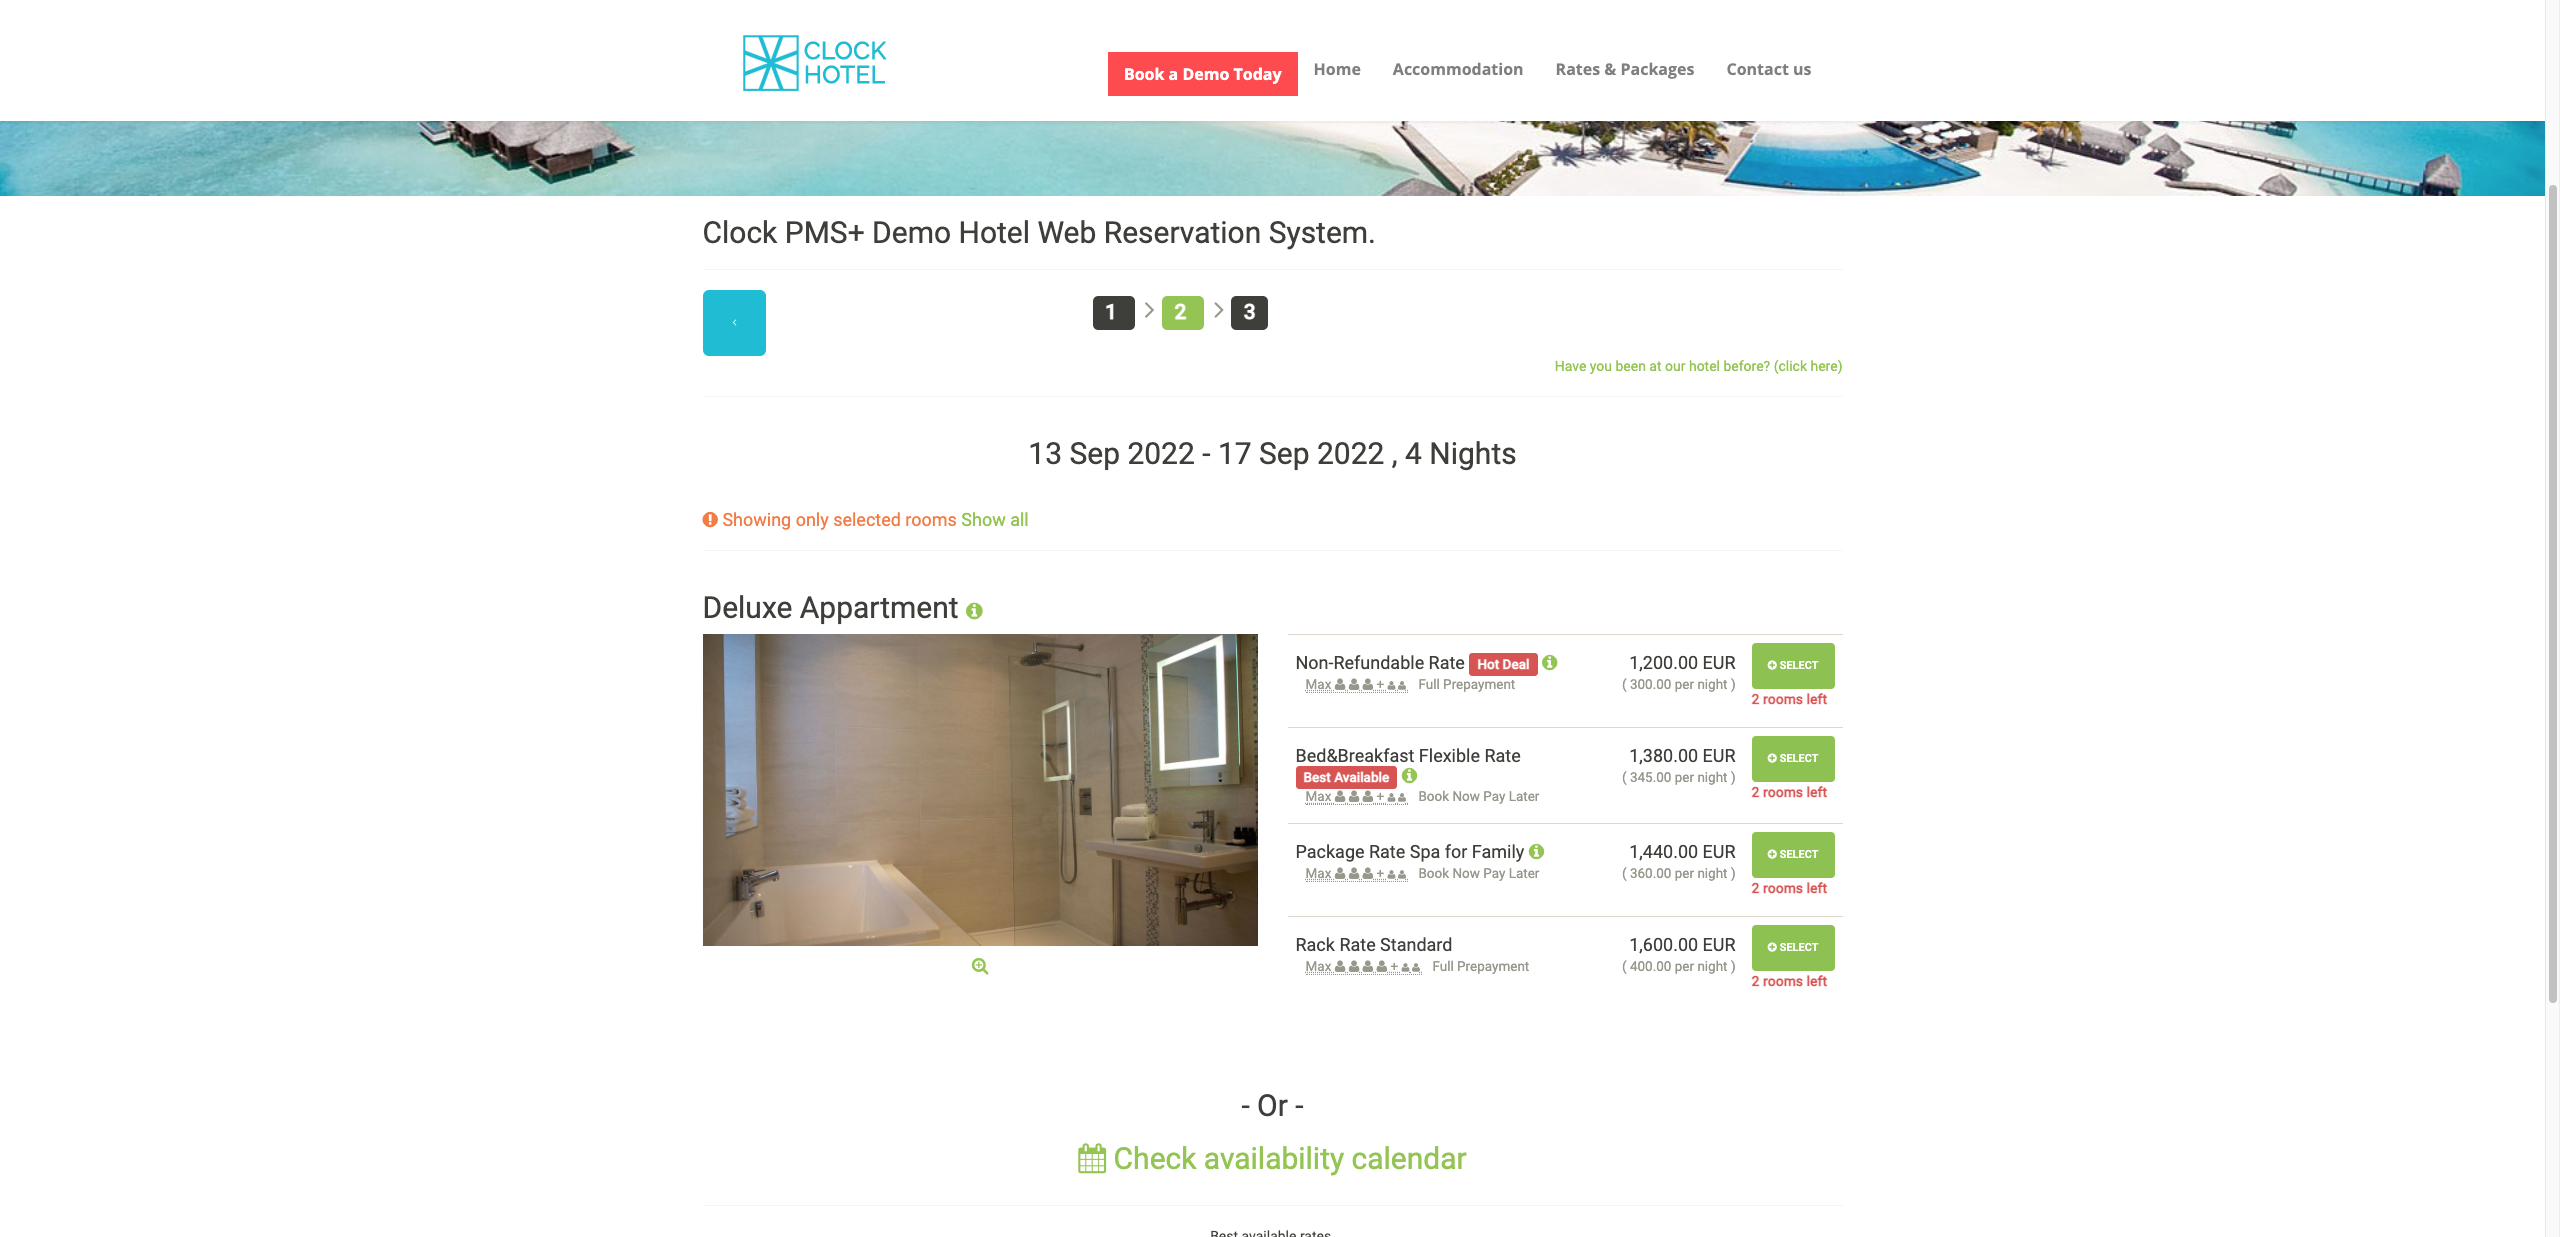 CLOCK
HOTEL
Book a Demo Today
Home
Accommodation
Rates & Packages
Contact us
Clock PMS+ Demo Hotel Web Reservation System.
1
2
3
Have you been at our hotel before? (click here)
13 Sep 2022 - 17 Sep 2022 , 4 Nights
Showing only selected rooms Show all
Deluxe Appartment
Non-Refundable Rate Hot Deal
Max + Full Prepayment
1,200.00 EUR
( 300.00 per night )
SELECT
2 rooms left
Bed&Breakfast Flexible Rate
Best Available
Max + Book Now Pay Later
1,380.00 EUR
( 345.00 per night )
SELECT
2 rooms left
Package Rate Spa for Family
Max + Book Now Pay Later
1,440.00 EUR
( 360.00 per night )
SELECT
2 rooms left
Rack Rate Standard
Max + Full Prepayment
1,600.00 EUR
( 400.00 per night )
SELECT
2 rooms left
- Or -
Check availability calendar
Best available rates